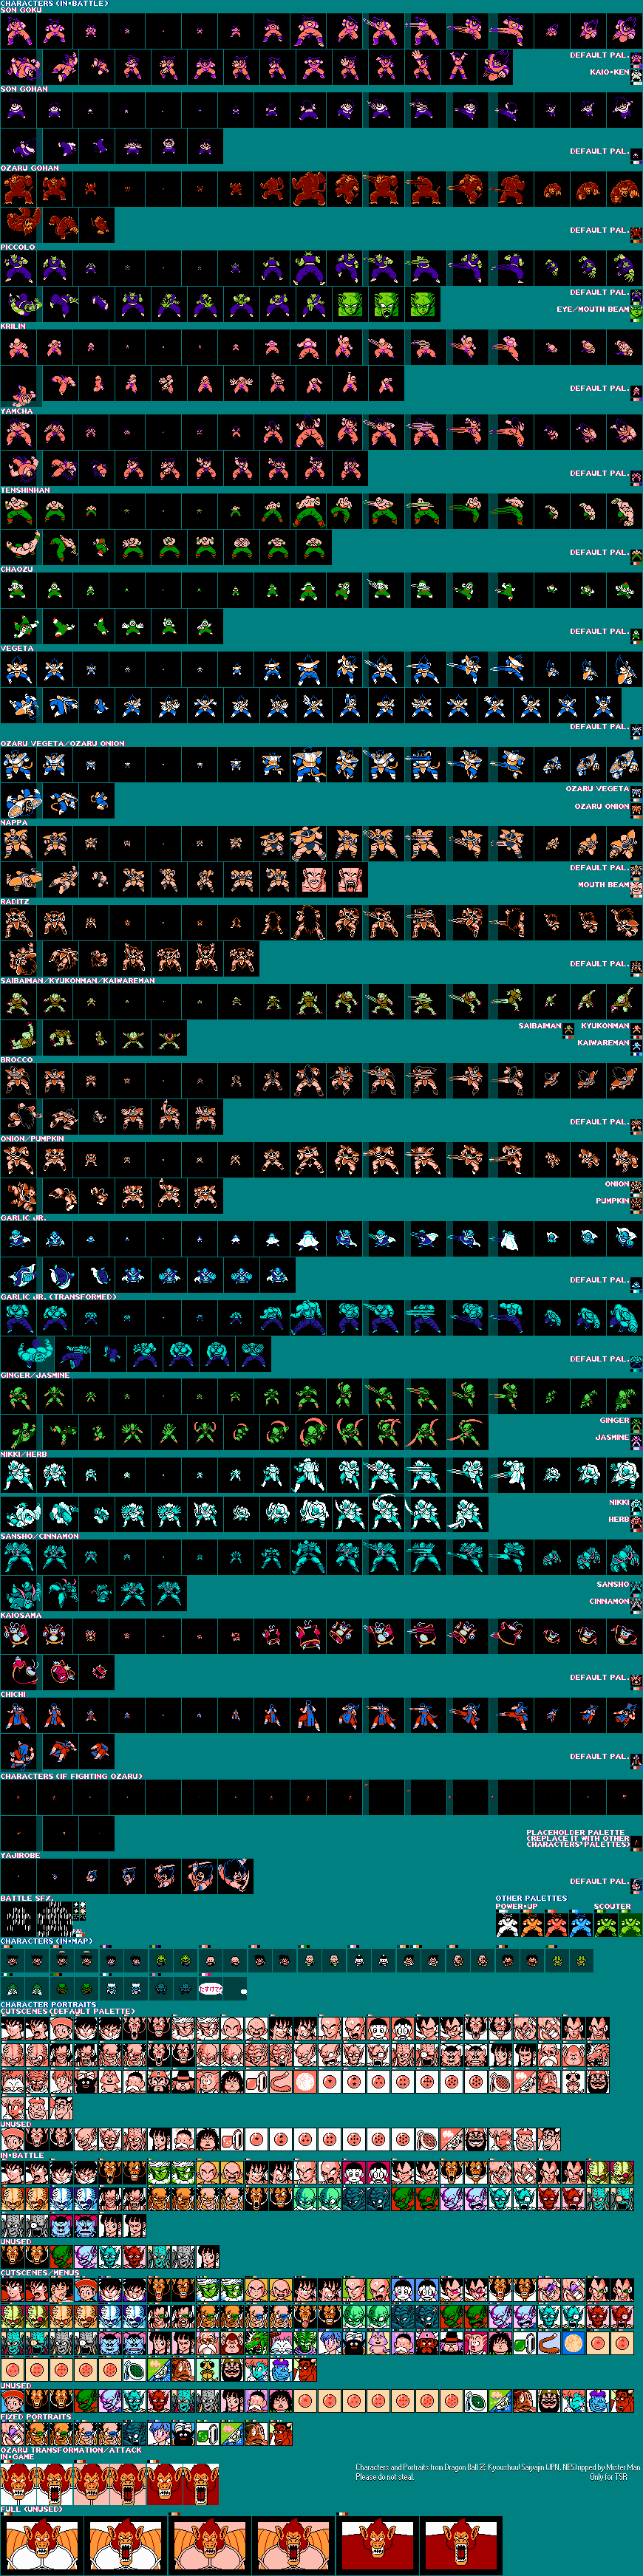 CHARACTERS (IN-BATTLE)
SON GOKU
DEFAULT PAL.
KAIO-KEN
SON GOHAN
DEFAULT PAL.
OZARU GOHAN
DEFAULT PAL.
PICCOLO
DEFAULT PAL.
EYE/MOUTH BEAM
KRILIN
DEFAULT PAL.
YAMCHA
DEFAULT PAL.
TENSHINHAN
DEFAULT PAL.
CHAOZU
DEFAULT PAL.
VEGETA
DEFAULT PAL.
OZARU VEGETA/OZARU ONION
OZARU VEGETA
OZARU ONION
NAPPA
DEFAULT PAL.
MOUTH BEAM
RADITZ
DEFAULT PAL.
SAIBAIMAN/KYUKONMAN/KAIWAREMAN
SAIBAIMAN
KYUKONMAN
KAIWAREMAN
BROCCO
DEFAULT PAL.
ONION/PUMPKIN
ONION
PUMPKIN
GARLIC JR.
DEFAULT PAL.
GARLIC JR. (TRANSFORMED)
DEFAULT PAL.
GINGER/JASMINE
GINGER
JASMINE
NIKKI/HERB
NIKKI
HERB
SANSHO/CINNAMON
SANSHO
CINNAMON
KAIOSAMA
DEFAULT PAL.
CHICHI
DEFAULT PAL.
CHARACTERS (IF FIGHTING OZARU)
PLACEHOLDER PALETTE
(REPLACE IT WITH OTHER
CHARACTERS' PALETTES)
YAJIROBE
DEFAULT PAL.
BATTLE SFX.
PAL.
OTHER PALETTES
POWER-UP
SCOUTER
CHARACTERS (IN-MAP)
たすけて!
CHARACTER PORTRAITS
CUTSCENES (DEFAULT PALETTE)
UNUSED
IN-BATTLE
UNUSED
CUTSCENES/MENUS
UNUSED
FIXED PORTRAITS
OZARU TRANSFORMATION/ATTACK
IN-GAME
Characters and Portraits from Dragon Ball Z: Kyoushuu! Saiyajin (JPN, NES) ripped by Mister Man.
Please do not steal.
Only for TSR
FULL (UNUSED)